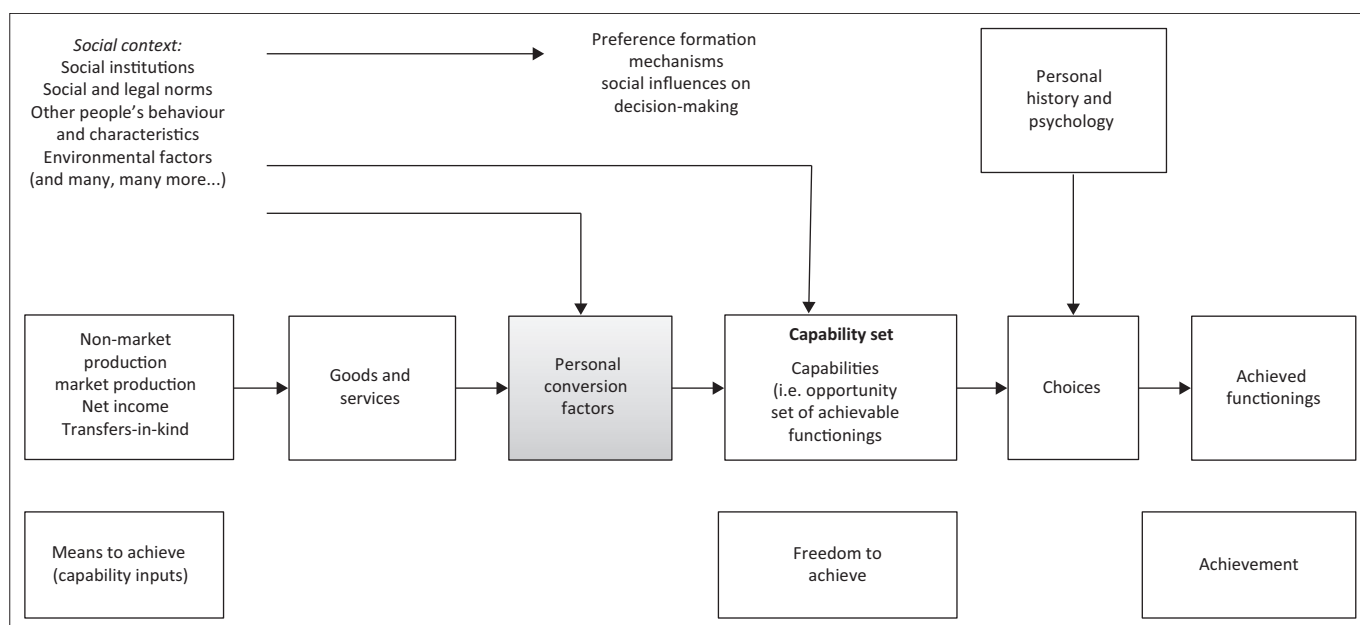 Social context:
Social institutions
Social and legal norms
Other people’s behaviour
and characteristics
Environmental factors
(and many, many more...)
Preference formation
mechanisms
social influences on
decision-making
Personal
history and
psychology
Non-market
production
market production
Net income
Transfers-in-kind
Goods and
services
Personal
conversion
factors
Capability set
Capabilities
(i.e. opportunity
set of achievable
functionings
Choices
Achieved
functionings
Means to achieve
(capability inputs)
Freedom to
achieve
Achievement